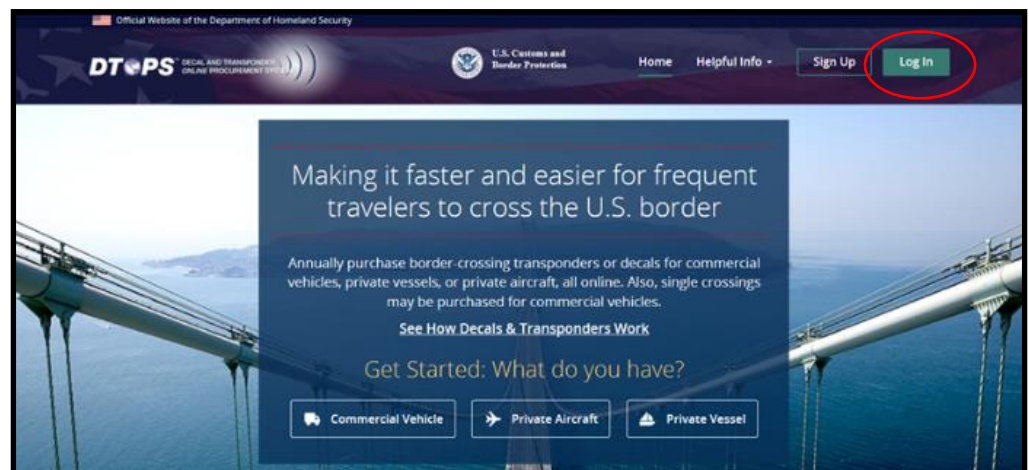 Official Website of the Department of Homeland Security
DTOPS DECAL AND TRANSPONDER
ONLINE PROCUREMENT SYSTEM
U.S. Customs and
Border Protection
Home Helpful Info Sign Up Log In
Making it faster and easier for frequent
travelers to cross the U.S. border
Annually purchase border-crossing transponders or decals for commercial
vehicles, private vessels, or private aircraft, all online. Also, single crossings
may be purchased for commercial vehicles.
See How Decals & Transponders Work
Get Started: What do you have?
Commercial Vehicle Private Aircraft Private Vessel